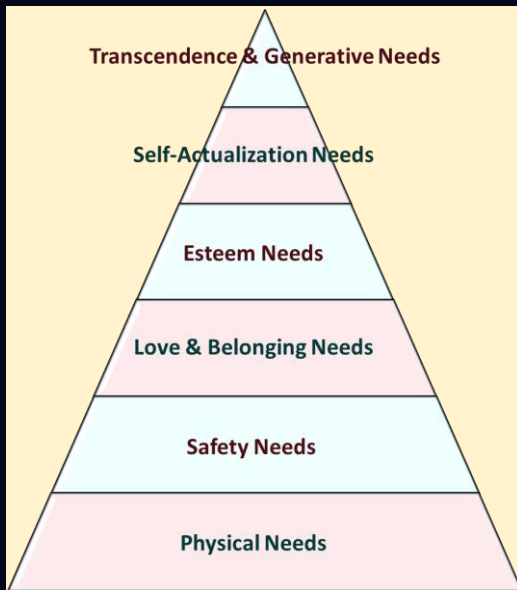 Transcendence & Generative Needs
Self-Actualization Needs
Esteem Needs
Love & Belonging Needs
Safety Needs
Physical Needs